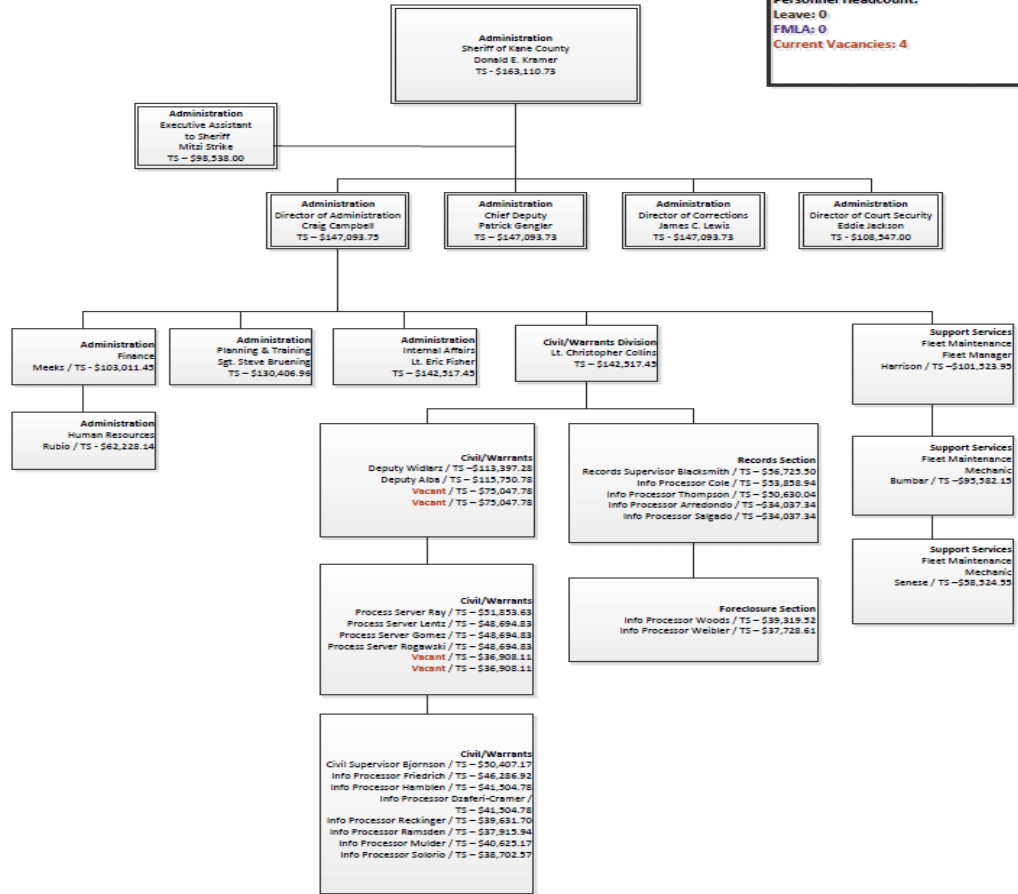 Personnel Headcount:
Leave: 0
FMLA: 0
Current Vacancies: 4
Administration
Sheriff of Kane County
Donald E. Kramer
TS - $163,110.73
Administration
Executive Assistant
to Sheriff
Mitzi Strike
TS – $98,538.00
Administration
Director of Administration
Craig Campbell
TS – $147,093.75
Administration
Chief Deputy
Patrick Gengler
TS – $147,093.73
Administration
Director of Corrections
James C. Lewis
TS - $147,093.73
Administration
Director of Court Security
Eddie Jackson
TS - $108,547.00
Administration
Finance
Meeks / TS - $103,011.45
Administration
Planning & Training
Sgt. Steve Bruening
TS – $130,406.96
Administration
Internal Affairs
Lt. Eric Fisher
TS – $142,517.45
Civil/Warrants Division
Lt. Christopher Collins
TS – $142,517.45
Support Services
Fleet Maintenance
Fleet Manager
Harrison / TS –$101,523.95
Administration
Human Resources
Rubio / TS - $62,228.14
Civil/Warrants
Deputy Widlarz / TS –$113,397.28
Deputy Alba / TS –$115,750.78
Vacant / TS – $75,047.78
Vacant / TS – $75,047.78
Records Section
Records Supervisor Blacksmith / TS – $56,725.50
Info Processor Cole / TS – $53,858.94
Info Processor Thompson / TS – $50,630.04
Info Processor Arredondo / TS –$34,037.34
Info Processor Salgado / TS –$34,037.34
Support Services
Fleet Maintenance
Mechanic
Bumbar / TS –$95,582.15
Support Services
Fleet Maintenance
Mechanic
Senese / TS –$58,524.55
Civil/Warrants
Process Server Ray / TS – $51,853.63
Process Server Lentz / TS – $48,694.83
Process Server Gomez / TS – $48,694.83
Process Server Rogawski / TS – $48,694.83
Vacant / TS – $36,908.11
Vacant / TS – $36,908.11
Foreclosure Section
Info Processor Woods / TS – $39,319.52
Info Processor Weibler / TS – $37,728.61
Civil/Warrants
Civil Supervisor Bjornson / TS – $50,407.17
Info Processor Friedrich / TS – $46,286.92
Info Processor Hamblen / TS – $41,504.78
Info Processor Dzaferi-Cramer /
TS – $41,504.78
Info Processor Reckinger / TS – $39,631.70
Info Processor Ramsden / TS – $37,915.94
Info Processor Mulder / TS – $40,625.17
Info Processor Solorio / TS – $38,702.57